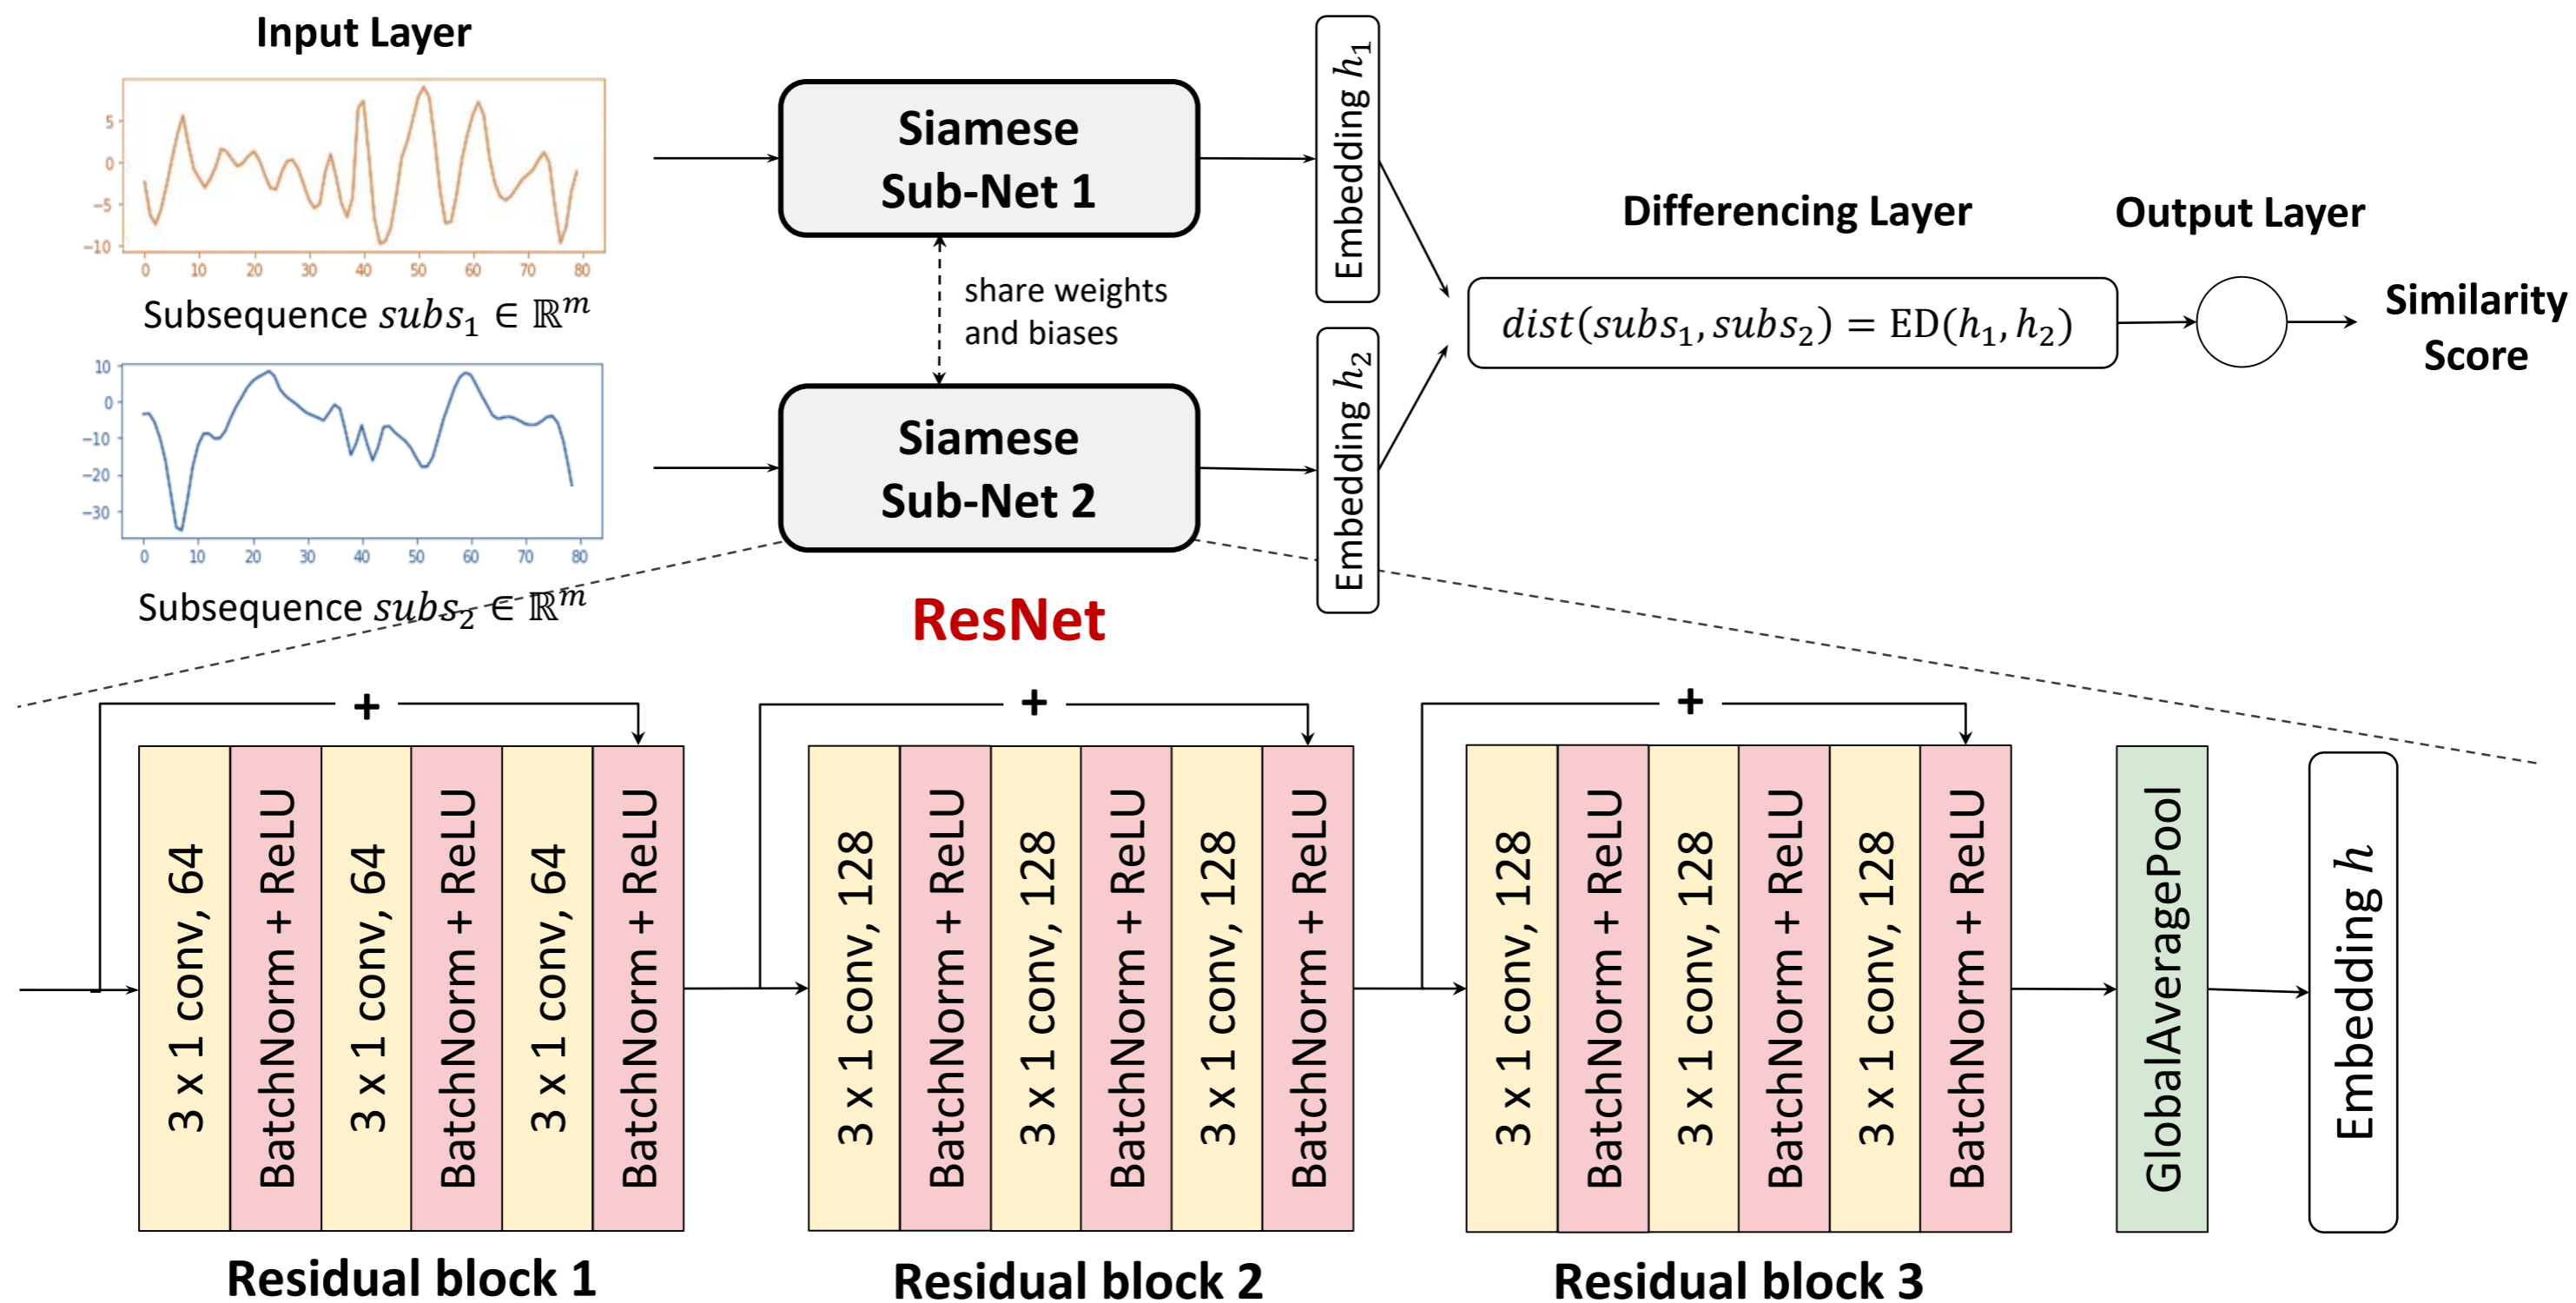 Input Layer
5
0
−5
−10
0 10 20 30 40 50 60 70 80
Subsequence subs₁ ∈ ℝᵐ
10
0
−10
−20
−30
0 10 20 30 40 50 60 70 80
Subsequence subs₂ ∈ ℝᵐ
Siamese
Sub-Net 1
share weights
and biases
Siamese
Sub-Net 2
Embedding h₁
Embedding h₂
Differencing Layer
dist(subs₁, subs₂) = ED(h₁, h₂)
Output Layer
Similarity
Score
ResNet
+
3 x 1 conv, 64
BatchNorm + ReLU
3 x 1 conv, 64
BatchNorm + ReLU
3 x 1 conv, 64
BatchNorm + ReLU
Residual block 1
+
3 x 1 conv, 128
BatchNorm + ReLU
3 x 1 conv, 128
BatchNorm + ReLU
3 x 1 conv, 128
BatchNorm + ReLU
Residual block 2
+
3 x 1 conv, 128
BatchNorm + ReLU
3 x 1 conv, 128
BatchNorm + ReLU
3 x 1 conv, 128
BatchNorm + ReLU
Residual block 3
GlobalAveragePool
Embedding h